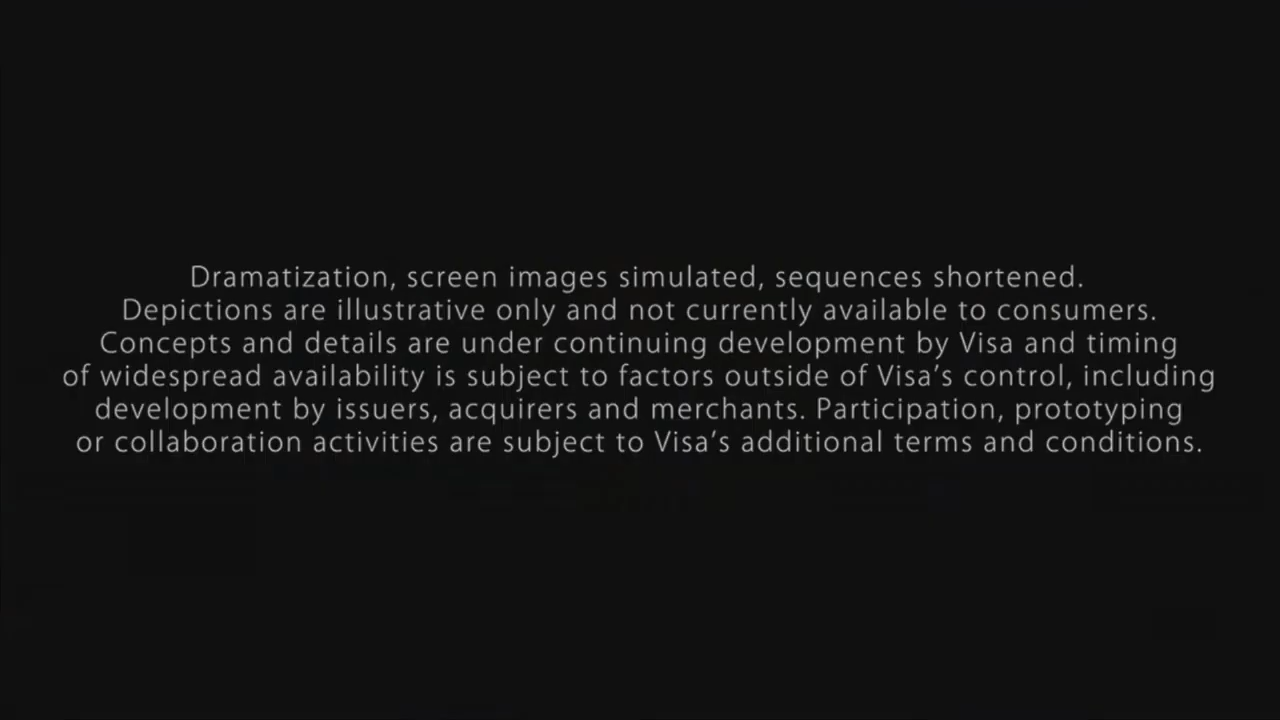 Dramatization, screen images simulated, sequences shortened.
Depictions are illustrative only and not currently available to consumers.
Concepts and details are under continuing development by Visa and timing
of widespread availability is subject to factors outside of Visa’s control, including
development by issuers, acquirers and merchants. Participation, prototyping
or collaboration activities are subject to Visa’s additional terms and conditions.